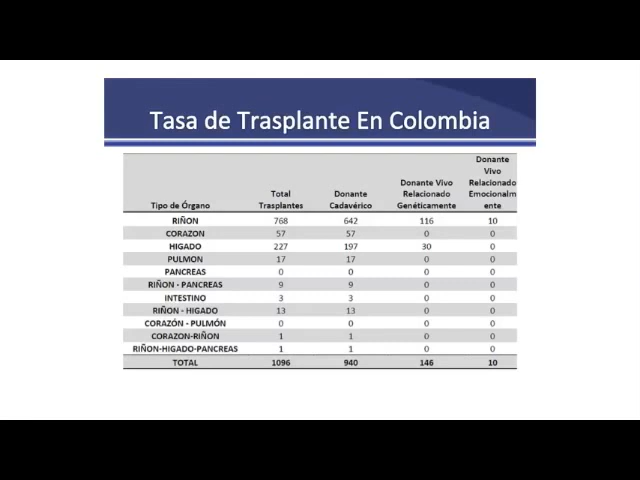 Tasa de Trasplante En Colombia
Tipo de Órgano Total Trasplantes Donante Cadavérico Donante Vivo Relacionado Genéticamente Donante Vivo Relacionado Emocionalm ente
RIÑON 768 642 116 10
CORAZON 57 57 0 0
HIGADO 227 197 30 0
PULMON 17 17 0 0
PANCREAS 0 0 0 0
RIÑON - PANCREAS 9 9 0 0
INTESTINO 3 3 0 0
RIÑON - HIGADO 13 13 0 0
CORAZÓN - PULMÓN 0 0 0 0
CORAZON-RIÑON 1 1 0 0
RIÑON-HIGADO-PANCREAS 1 1 0 0
TOTAL 1096 940 146 10